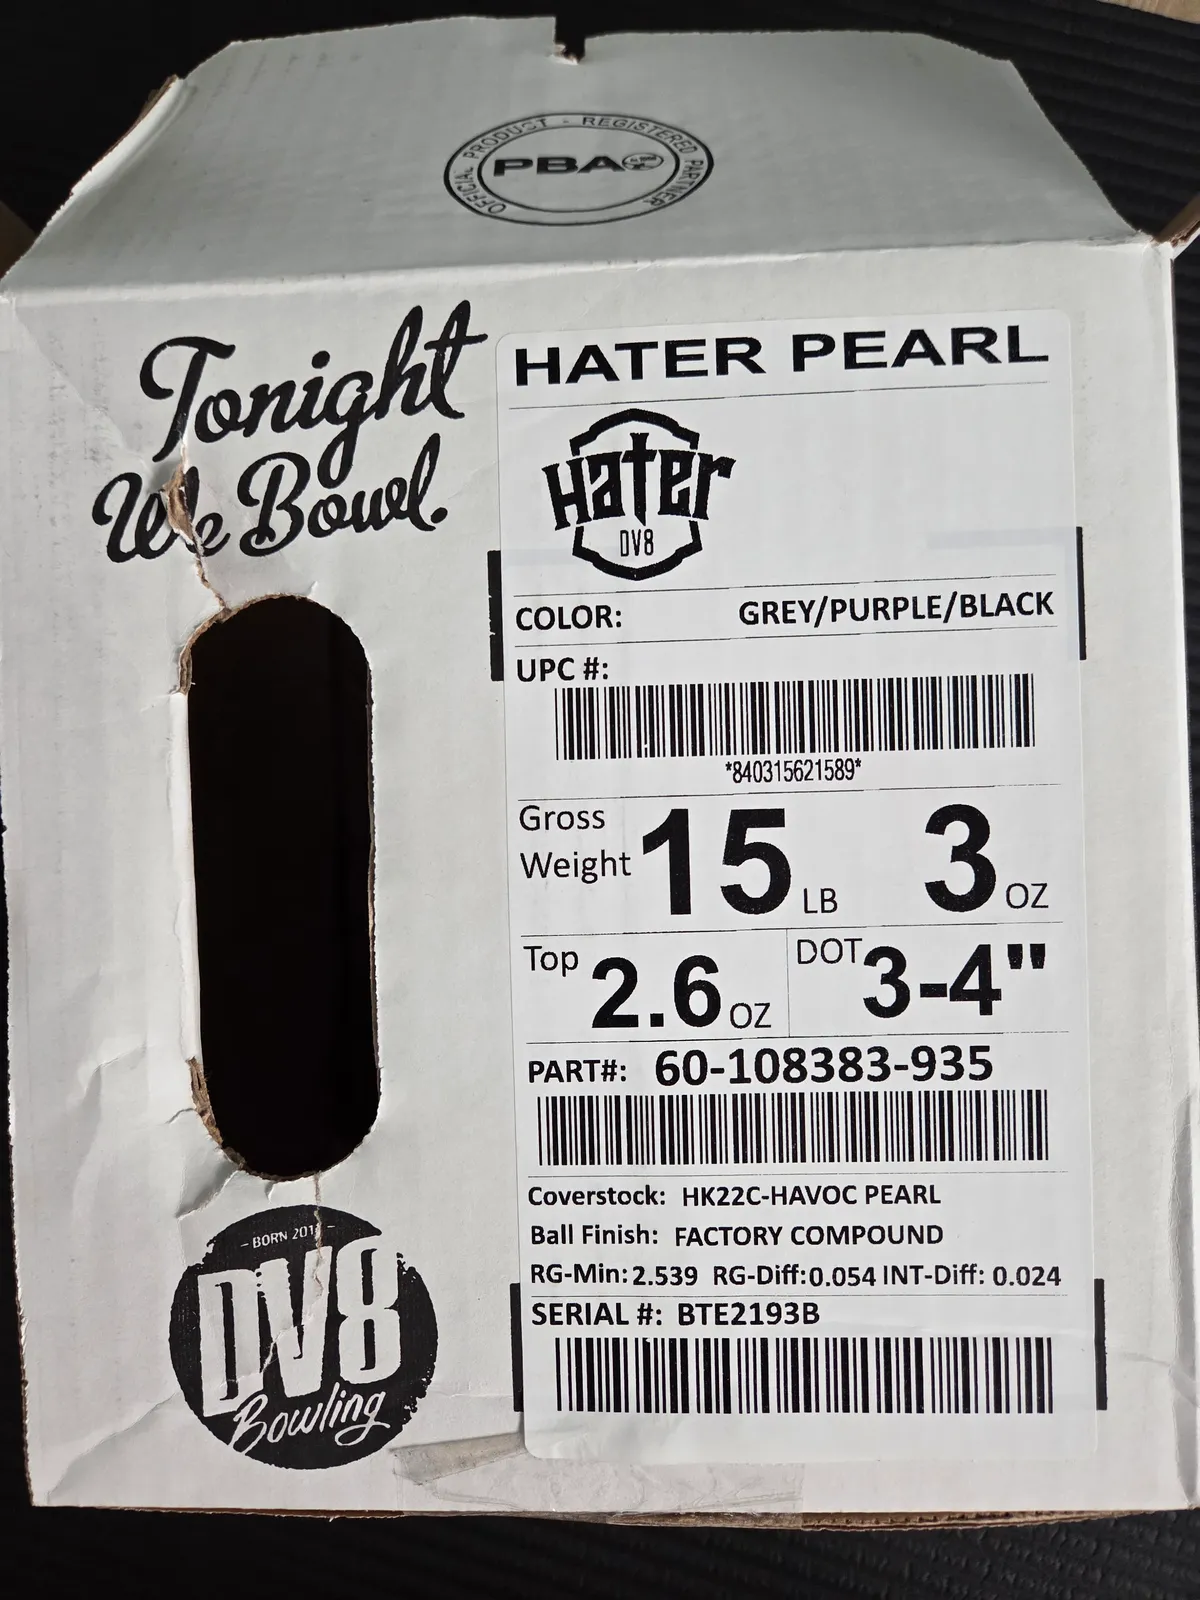 OFFICIAL PRODUCT - REGISTERED PARTNER
PBA
Tonight
We Bowl.
HATER PEARL
Hater
DV8
COLOR: GREY/PURPLE/BLACK
UPC #:
*840315621589*
Gross
Weight 15 LB 3 OZ
Top 2.6 OZ DOT 3-4"
PART#: 60-108383-935
Coverstock: HK22C-HAVOC PEARL
Ball Finish: FACTORY COMPOUND
RG-Min: 2.539 RG-Diff: 0.054 INT-Diff: 0.024
SERIAL #: BTE2193B
- BORN
DV8
Bowling